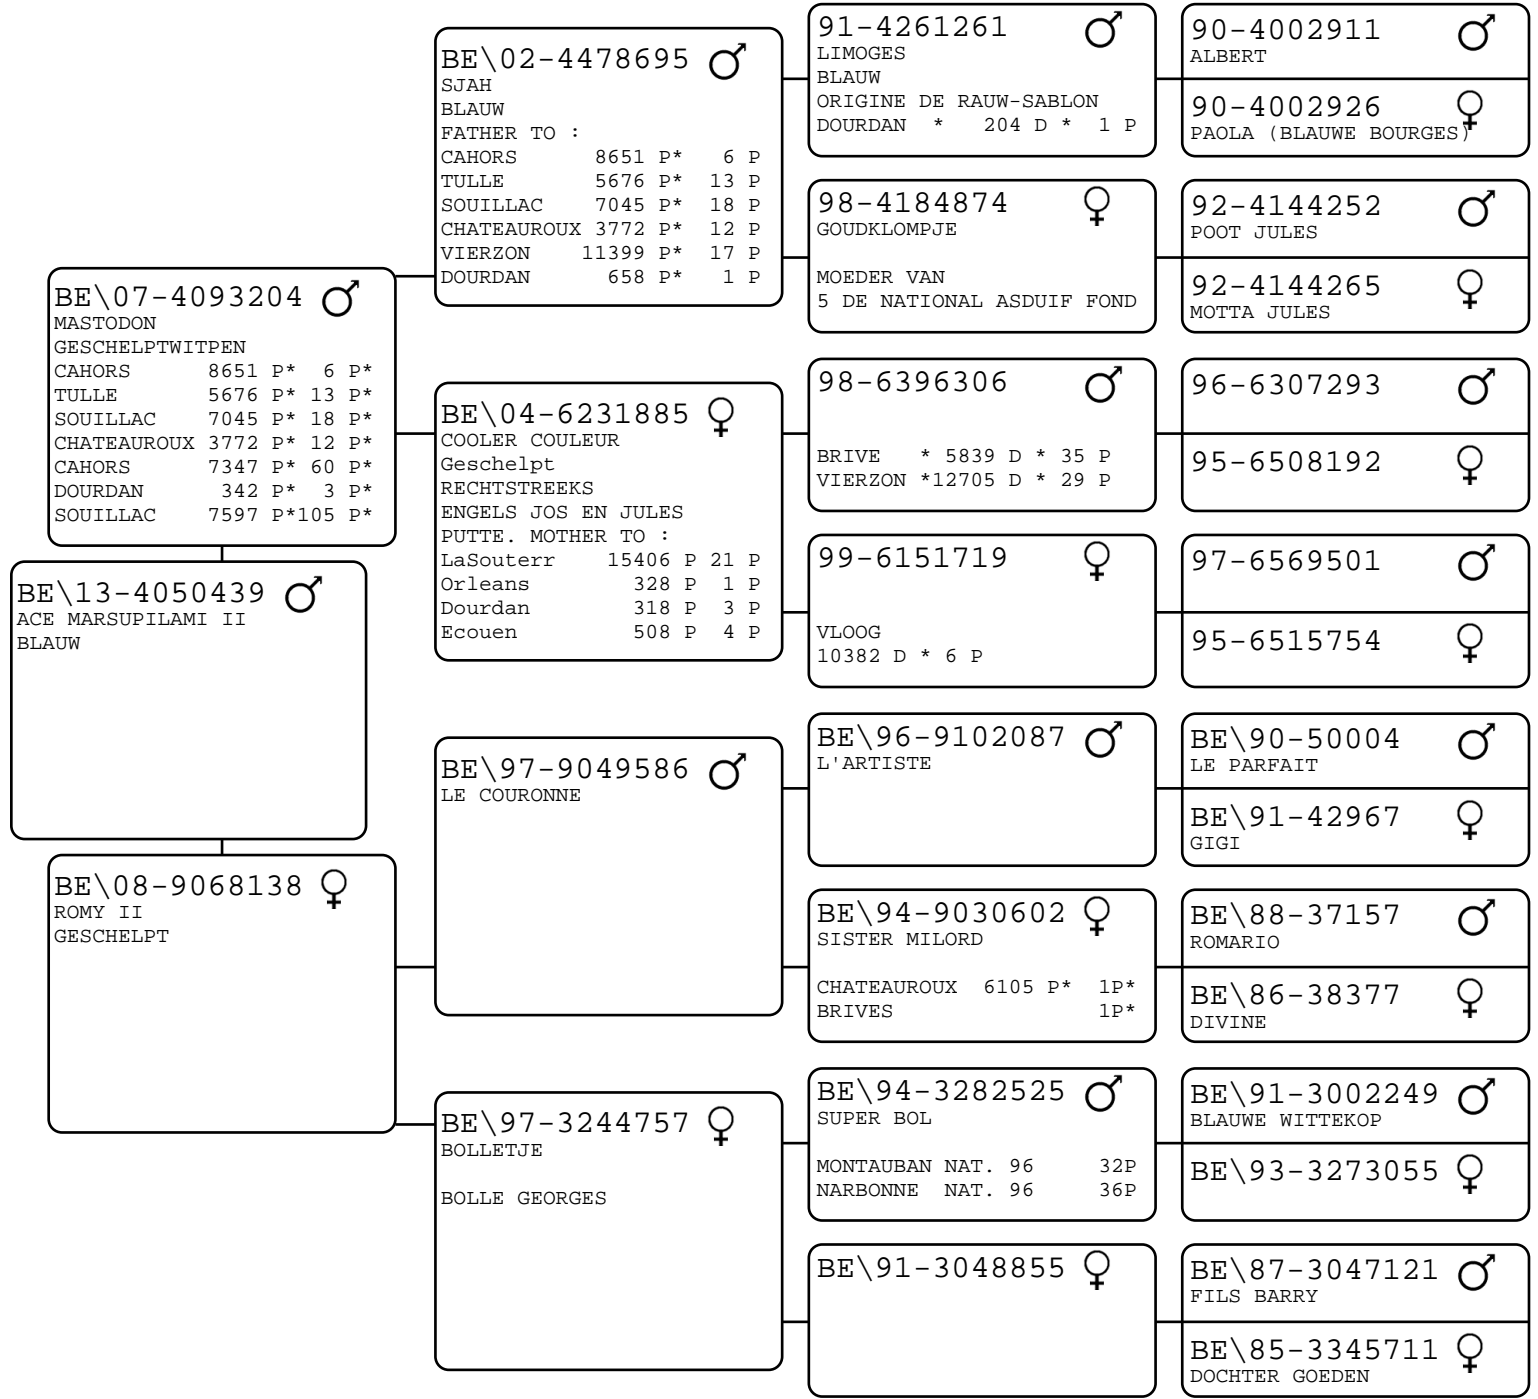 BE\13-4050439 ♂
ACE MARSUPILAMI II
BLAUW
BE\07-4093204 ♂
MASTODON
GESCHELPTWITPEN
CAHORS 8651 P* 6 P*
TULLE 5676 P* 13 P*
SOUILLAC 7045 P* 18 P*
CHATEAUROUX 3772 P* 12 P*
CAHORS 7347 P* 60 P*
DOURDAN 342 P* 3 P*
SOUILLAC 7597 P*105 P*
BE\08-9068138 ♀
ROMY II
GESCHELPT
BE\02-4478695 ♂
SJAH
BLAUW
FATHER TO :
CAHORS 8651 P* 6 P
TULLE 5676 P* 13 P
SOUILLAC 7045 P* 18 P
CHATEAUROUX 3772 P* 12 P
VIERZON 11399 P* 17 P
DOURDAN 658 P* 1 P
BE\04-6231885 ♀
COOLER COULEUR
Geschelpt
RECHTSTREEKS
ENGELS JOS EN JULES
PUTTE. MOTHER TO :
LaSouterr 15406 P 21 P
Orleans 328 P 1 P
Dourdan 318 P 3 P
Ecouen 508 P 4 P
BE\97-9049586 ♂
LE COURONNE
BE\97-3244757 ♀
BOLLETJE
BOLLE GEORGES
91-4261261 ♂
LIMOGES
BLAUW
ORIGINE DE RAUW-SABLON
DOURDAN * 204 D * 1 P
98-4184874 ♀
GOUDKLOMPJE
MOEDER VAN
5 DE NATIONAL ASDUIF FOND
98-6396306 ♂
BRIVE * 5839 D * 35 P
VIERZON *12705 D * 29 P
99-6151719 ♀
VLOOG
10382 D * 6 P
BE\96-9102087 ♂
L'ARTISTE
BE\94-9030602 ♀
SISTER MILORD
CHATEAUROUX 6105 P* 1P*
BRIVES 1P*
BE\94-3282525 ♂
SUPER BOL
MONTAUBAN NAT. 96 32P
NARBONNE NAT. 96 36P
BE\91-3048855 ♀
90-4002911 ♂
ALBERT
90-4002926 ♀
PAOLA (BLAUWE BOURGES)
92-4144252 ♂
POOT JULES
92-4144265 ♀
MOTTA JULES
96-6307293 ♂
95-6508192 ♀
97-6569501 ♂
95-6515754 ♀
BE\90-50004 ♂
LE PARFAIT
BE\91-42967 ♀
GIGI
BE\88-37157 ♂
ROMARIO
BE\86-38377 ♀
DIVINE
BE\91-3002249 ♂
BLAUWE WITTEKOP
BE\93-3273055 ♀
BE\87-3047121 ♂
FILS BARRY
BE\85-3345711 ♀
DOCHTER GOEDEN